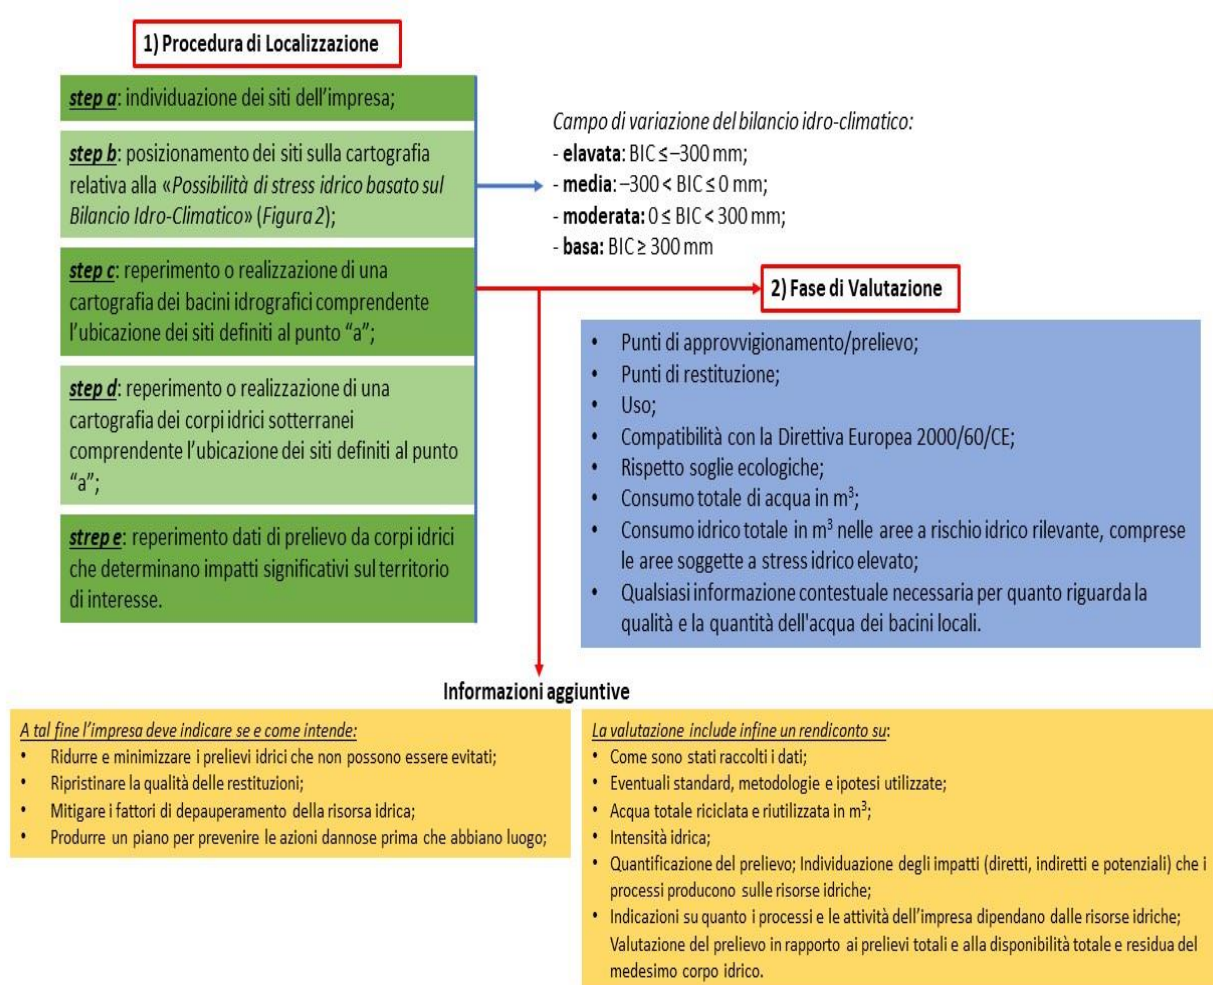 1) Procedura di Localizzazione
step a: individuazione dei siti dell’impresa;
step b: posizionamento dei siti sulla cartografia
relativa alla «Possibilità di stress idrico basato sul
Bilancio Idro-Climatico» (Figura 2);
step c: reperimento o realizzazione di una
cartografia dei bacini idrografici comprendente
l’ubicazione dei siti definiti al punto “a”;
step d: reperimento o realizzazione di una
cartografia dei corpi idrici sotterranei
comprendente l’ubicazione dei siti definiti al punto
“a”;
strep e: reperimento dati di prelievo da corpi idrici
che determinano impatti significativi sul territorio
di interesse.
Campo di variazione del bilancio idro-climatico:
- elavata: BIC ≤ −300 mm;
- media: −300 < BIC ≤ 0 mm;
- moderata: 0 ≤ BIC < 300 mm;
- basa: BIC ≥ 300 mm
2) Fase di Valutazione
• Punti di approvvigionamento/prelievo;
• Punti di restituzione;
• Uso;
• Compatibilità con la Direttiva Europea 2000/60/CE;
• Rispetto soglie ecologiche;
• Consumo totale di acqua in m³;
• Consumo idrico totale in m³ nelle aree a rischio idrico rilevante, comprese
le aree soggette a stress idrico elevato;
• Qualsiasi informazione contestuale necessaria per quanto riguarda la
qualità e la quantità dell'acqua dei bacini locali.
Informazioni aggiuntive
A tal fine l’impresa deve indicare se e come intende:
• Ridurre e minimizzare i prelievi idrici che non possono essere evitati;
• Ripristinare la qualità delle restituzioni;
• Mitigare i fattori di depauperamento della risorsa idrica;
• Produrre un piano per prevenire le azioni dannose prima che abbiano luogo;
La valutazione include infine un rendiconto su:
• Come sono stati raccolti i dati;
• Eventuali standard, metodologie e ipotesi utilizzate;
• Acqua totale riciclata e riutilizzata in m³;
• Intensità idrica;
• Quantificazione del prelievo; Individuazione degli impatti (diretti, indiretti e potenziali) che i
processi producono sulle risorse idriche;
• Indicazioni su quanto i processi e le attività dell’impresa dipendano dalle risorse idriche;
Valutazione del prelievo in rapporto ai prelievi totali e alla disponibilità totale e residua del
medesimo corpo idrico.